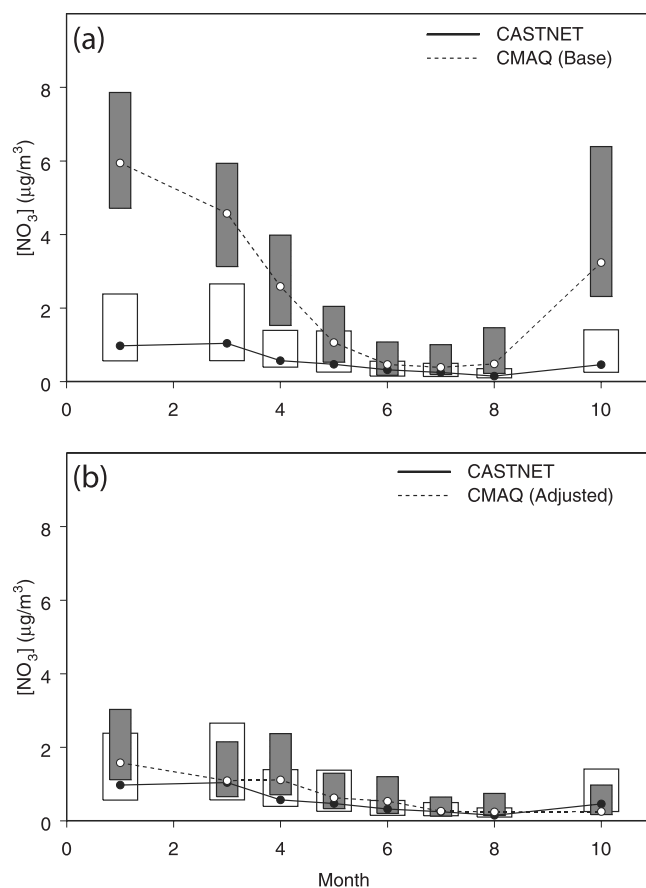 (a)
CASTNET
CMAQ (Base)
[NO₃] (μg/m³)
8
6
4
2
0
0 2 4 6 8 10
(b)
CASTNET
CMAQ (Adjusted)
[NO₃] (μg/m³)
8
6
4
2
0
0 2 4 6 8 10
Month